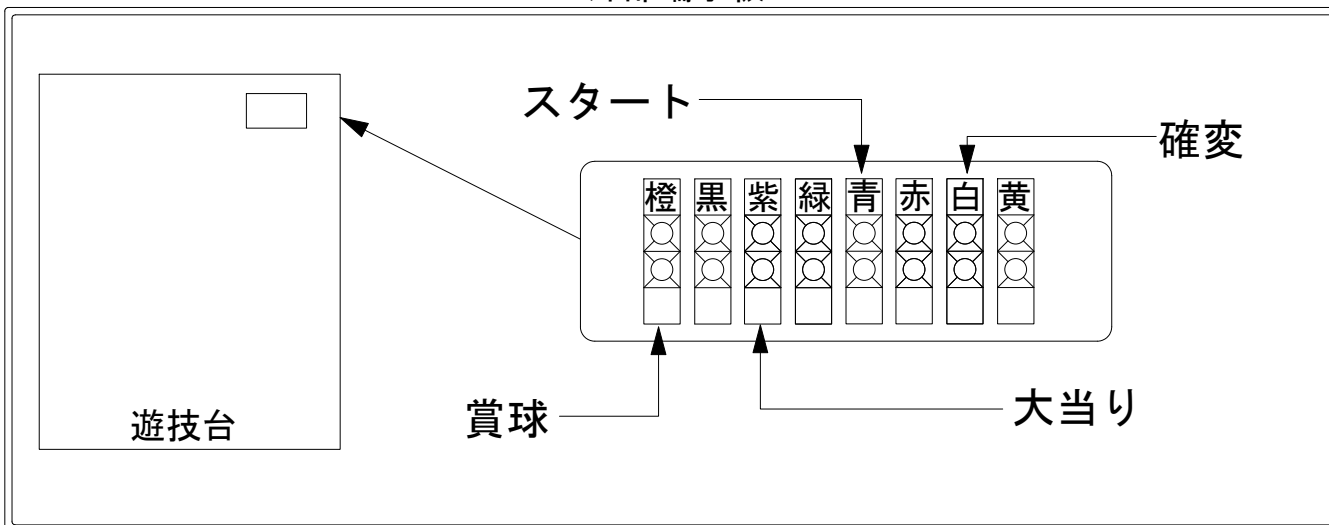 スタート
確変
橙 黒 紫 緑 青 赤 白 黄
賞球
大当り
遊技台